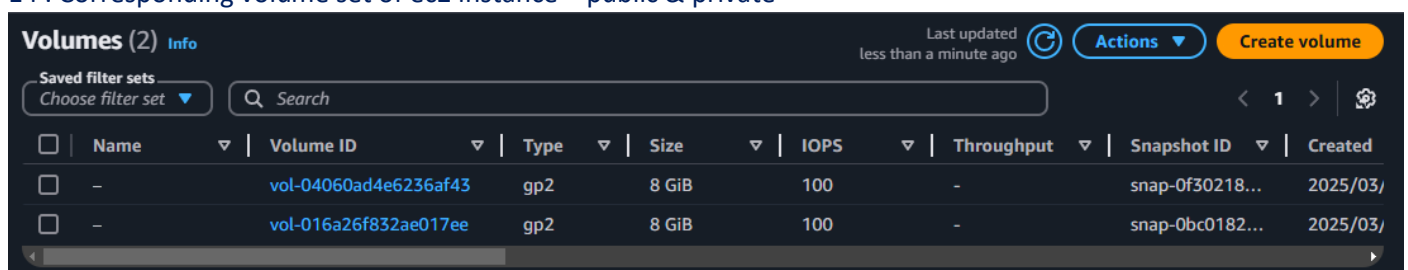 Volumes (2) Info
Last updated
less than a minute ago
Actions
Create volume
Saved filter sets
Choose filter set
Search
1
Name Volume ID Type Size IOPS Throughput Snapshot ID Created
– vol-04060ad4e6236af43 gp2 8 GiB 100 - snap-0f30218... 2025/03/
– vol-016a26f832ae017ee gp2 8 GiB 100 - snap-0bc0182... 2025/03/